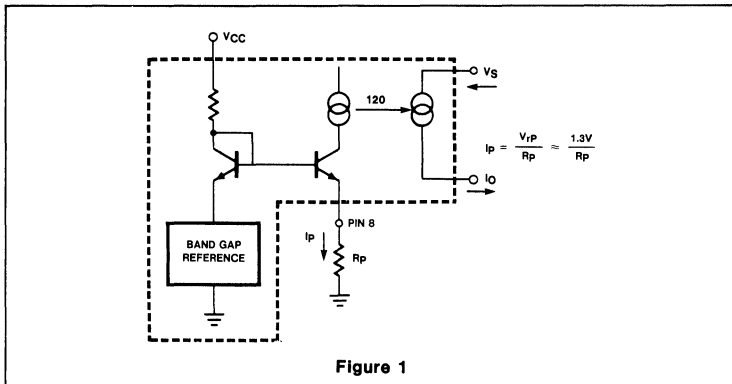 VCC
VS
120
IP = VrP / RP ≈ 1.3V / RP
IO
PIN 8
IP
RP
BAND GAP
REFERENCE
Figure 1